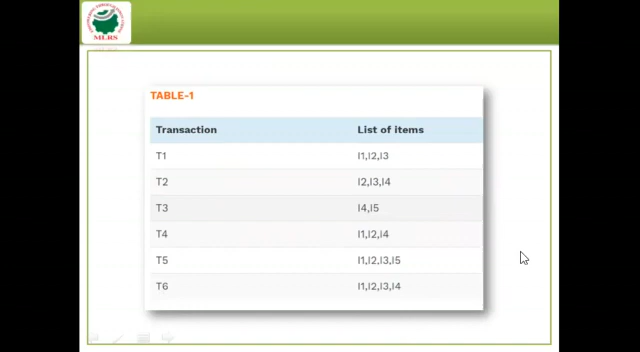 MLRS
TABLE-1
Transaction List of items
T1 I1,I2,I3
T2 I2,I3,I4
T3 I4,I5
T4 I1,I2,I4
T5 I1,I2,I3,I5
T6 I1,I2,I3,I4